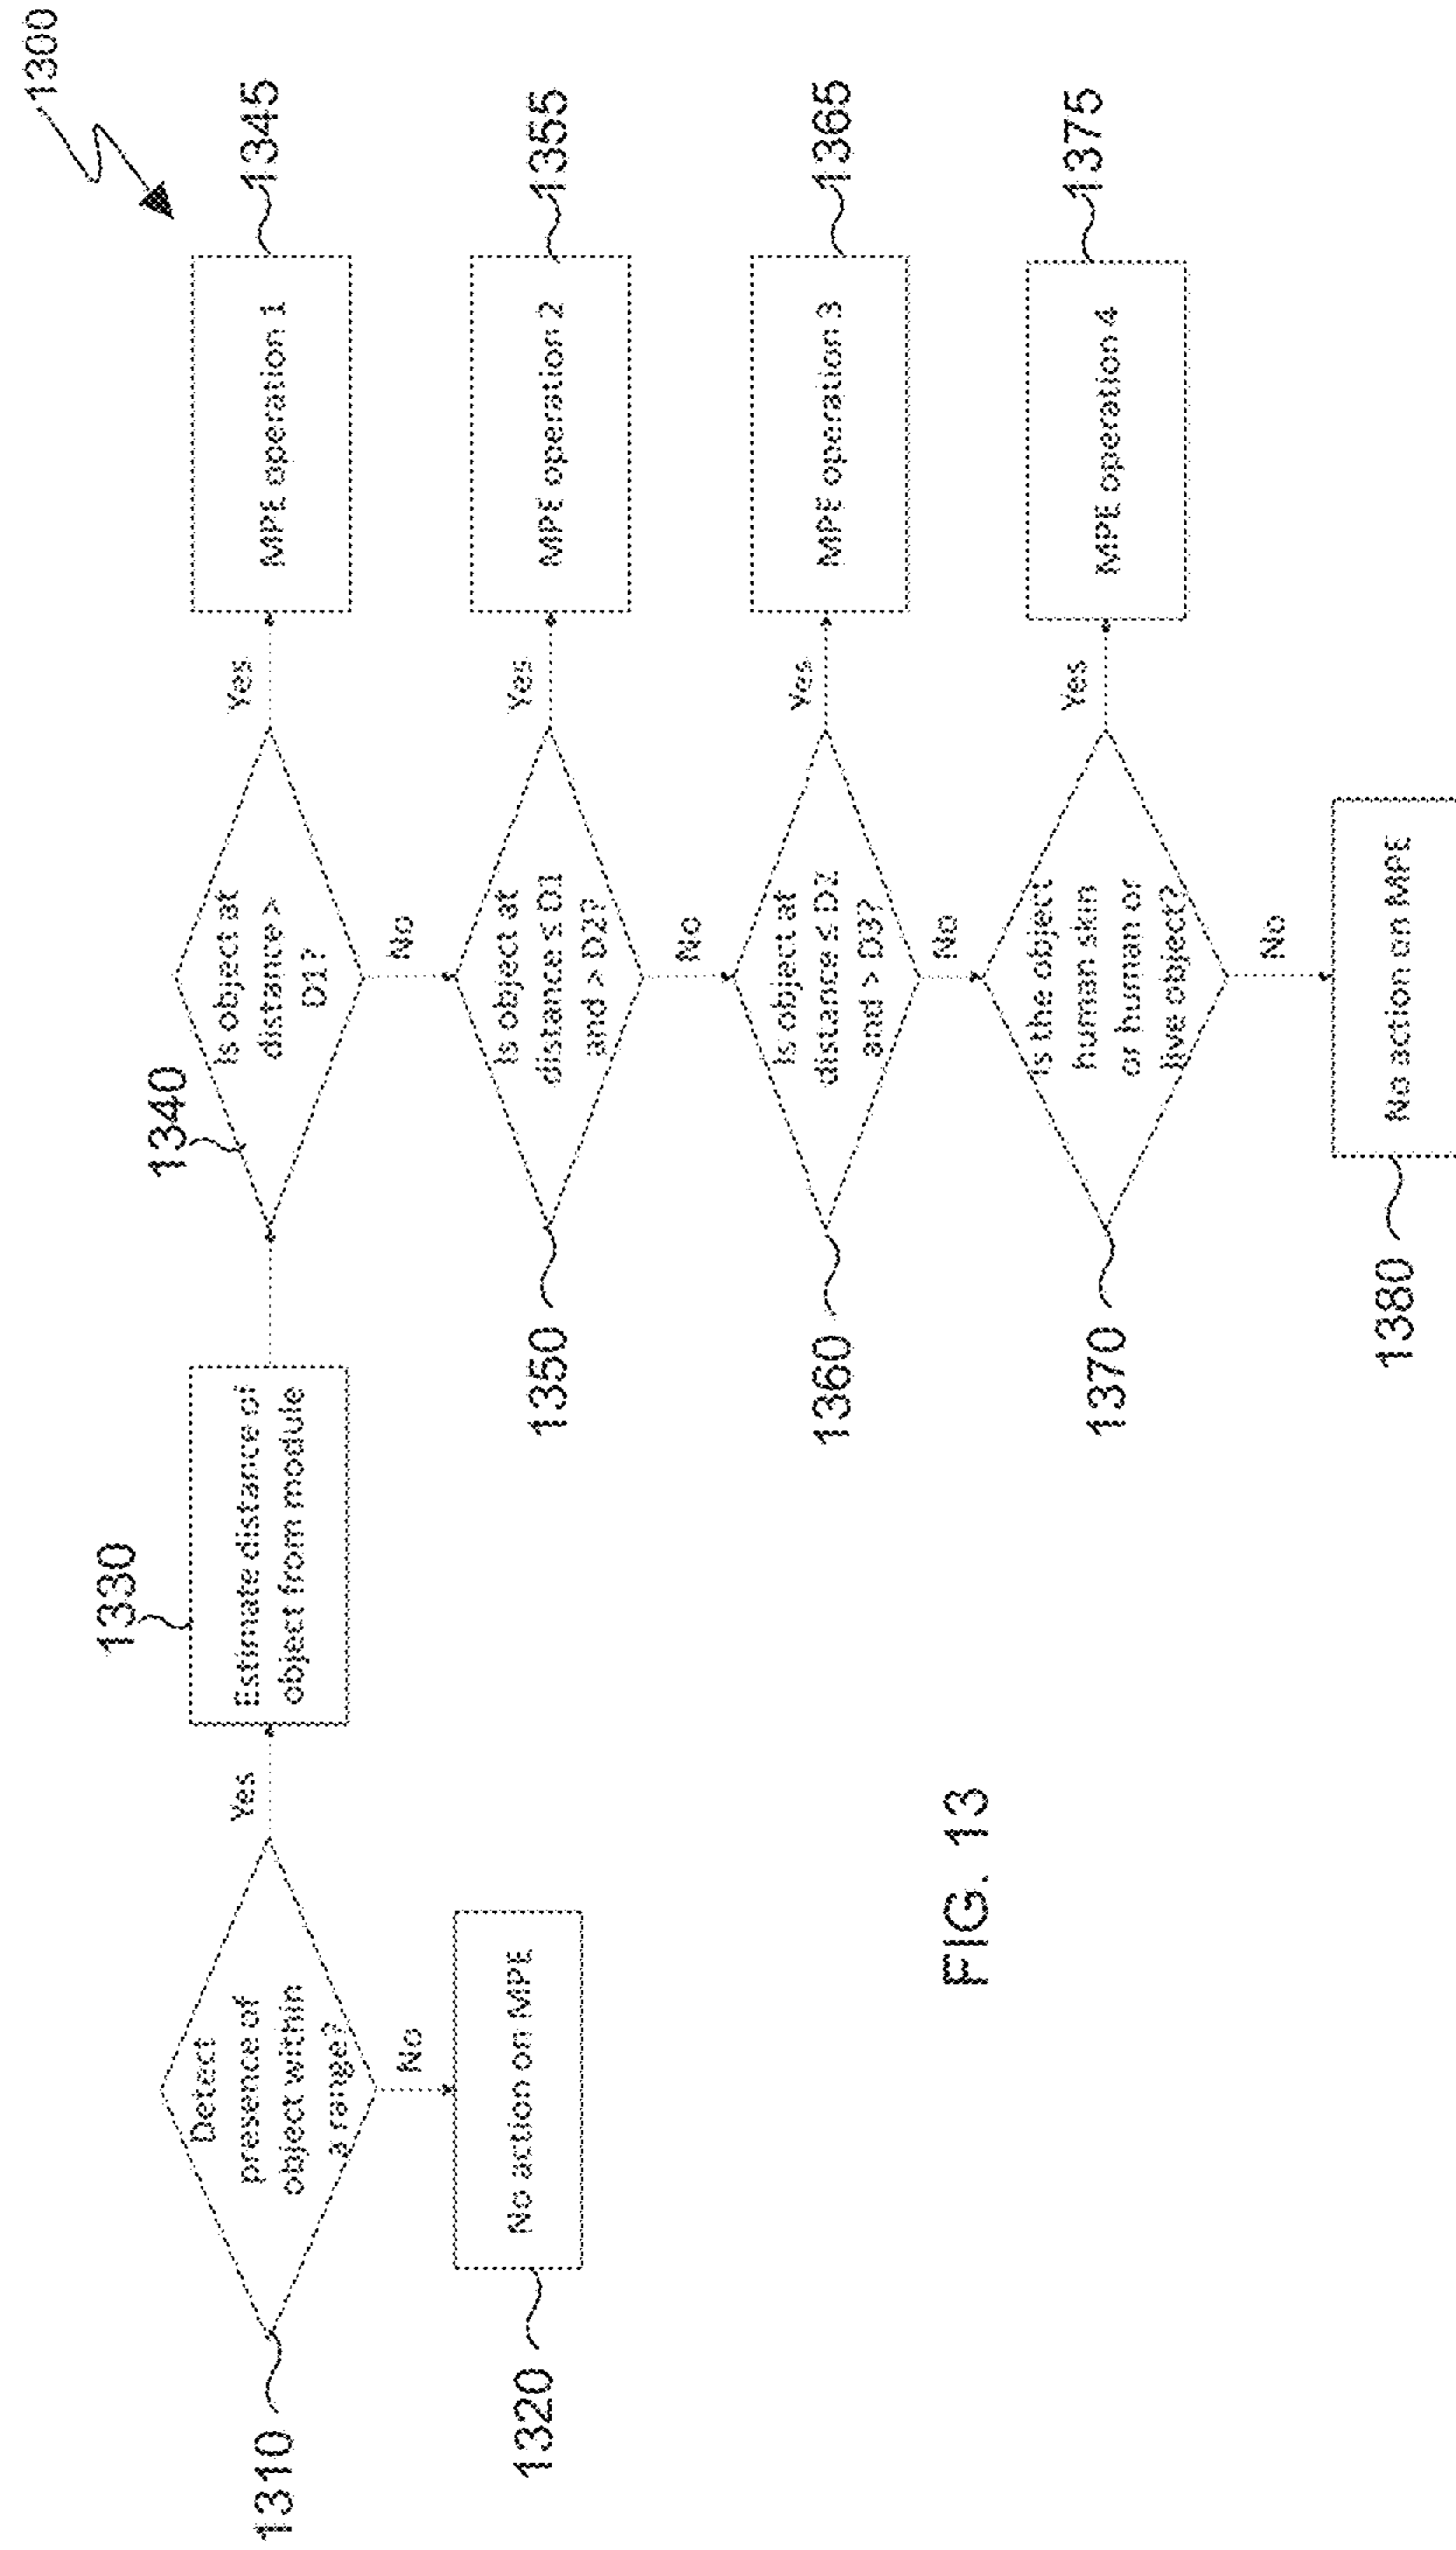 1300
1310
Detect
presence of
object within
a range?
Yes
No
1320
No action on MPE
1330
Estimate distance of
object from module
1340
Is object at
distance >
D1?
Yes
1345
MPE operation 1
No
1350
Is object at
distance ≤ D1
and > D2?
Yes
1355
MPE operation 2
No
1360
Is object at
distance ≤ D2
and > D3?
Yes
1365
MPE operation 3
No
1370
Is the object
human skin
or human or
live object?
Yes
1375
MPE operation 4
No
1380
No action on MPE
FIG. 13